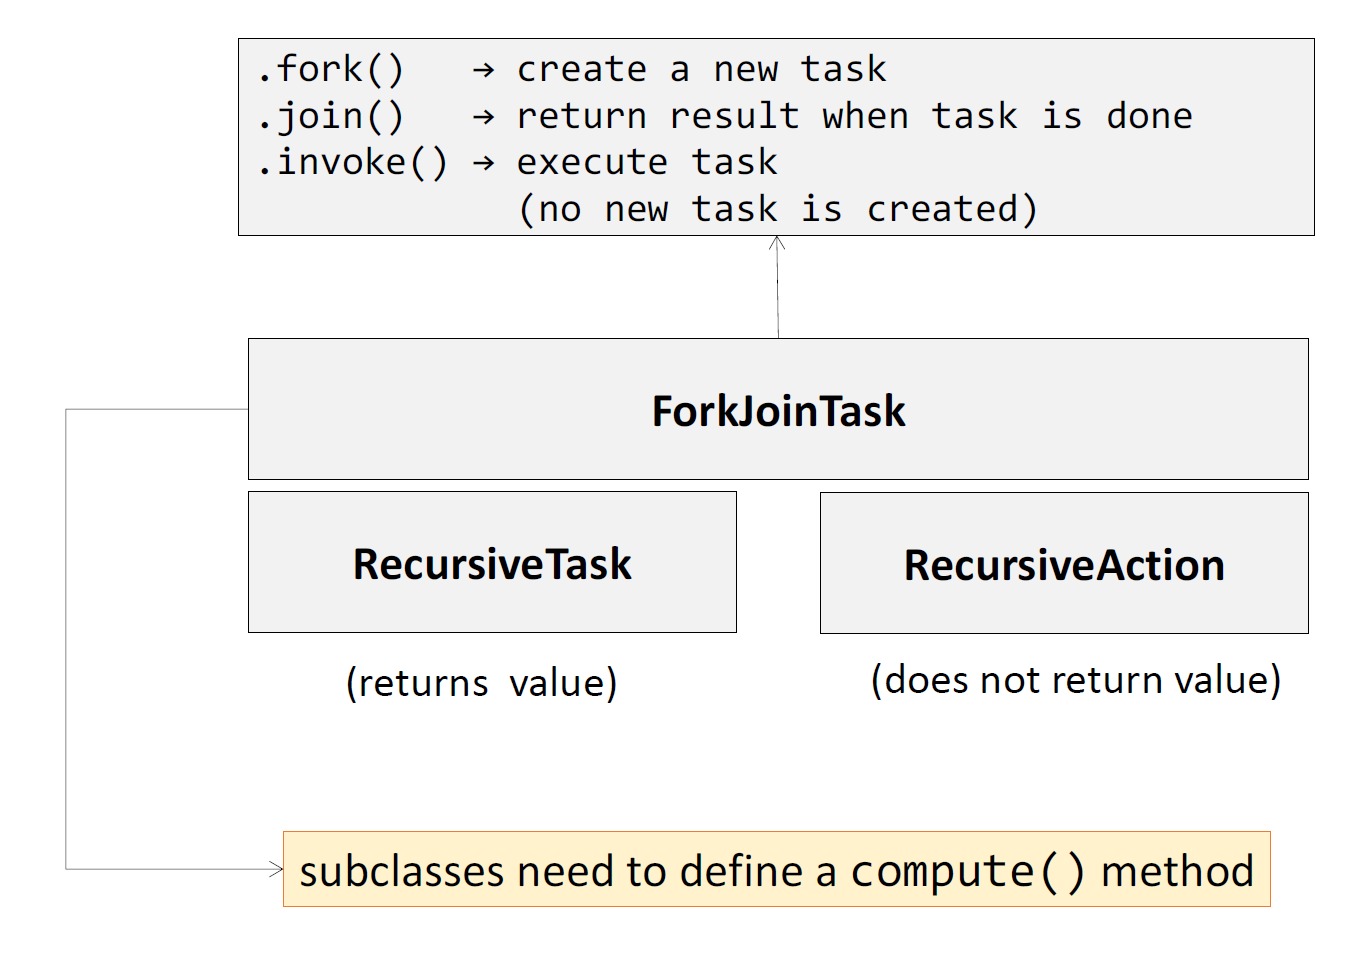 .fork() → create a new task
.join() → return result when task is done
.invoke() → execute task
(no new task is created)
ForkJoinTask
RecursiveTask
RecursiveAction
(returns value)
(does not return value)
subclasses need to define a compute() method